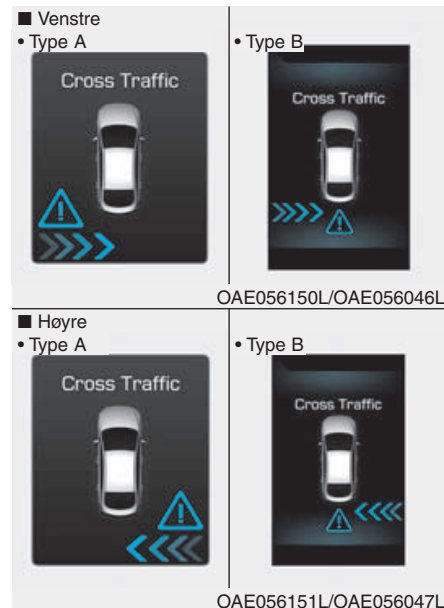 ■ Venstre
• Type A
• Type B
Cross Traffic
Cross Traffic
OAE056150L/OAE056046L
■ Høyre
• Type A
• Type B
Cross Traffic
Cross Traffic
OAE056151L/OAE056047L